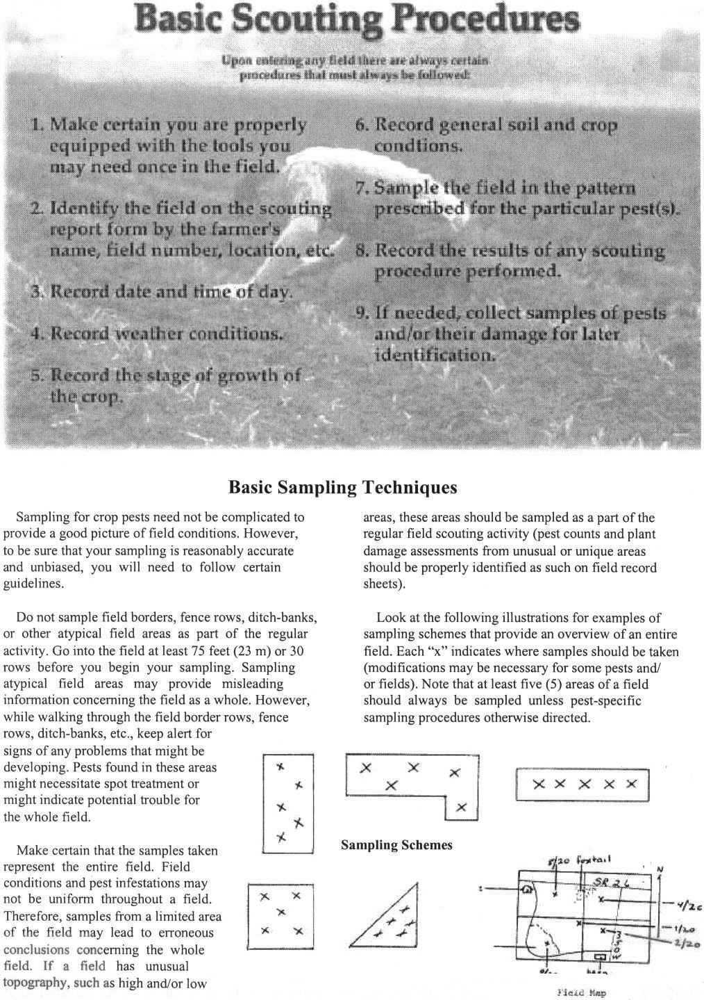 Basic Scouting Procedures
Upon entering any field there are always certain
procedures that must always be followed:
1. Make certain you are properly
equipped with the tools you
may need once in the field.
2. Identify the field on the scouting
report form by the farmer's
name, field number, location, etc.
3. Record date and time of day.
4. Record weather conditions.
5. Record the stage of growth of
the crop.
6. Record general soil and crop
condtions.
7. Sample the field in the pattern
prescribed for the particular pest(s).
8. Record the results of any scouting
procedure performed.
9. If needed, collect samples of pests
and/or their damage for later
identification.
Basic Sampling Techniques
Sampling for crop pests need not be complicated to
provide a good picture of field conditions. However,
to be sure that your sampling is reasonably accurate
and unbiased, you will need to follow certain
guidelines.
Do not sample field borders, fence rows, ditch-banks,
or other atypical field areas as part of the regular
activity. Go into the field at least 75 feet (23 m) or 30
rows before you begin your sampling. Sampling
atypical field areas may provide misleading
information concerning the field as a whole. However,
while walking through the field border rows, fence
rows, ditch-banks, etc., keep alert for
signs of any problems that might be
developing. Pests found in these areas
might necessitate spot treatment or
might indicate potential trouble for
the whole field.
Make certain that the samples taken
represent the entire field. Field
conditions and pest infestations may
not be uniform throughout a field.
Therefore, samples from a limited area
of the field may lead to erroneous
conclusions concerning the whole
field. If a field has unusual
topography, such as high and/or low
areas, these areas should be sampled as a part of the
regular field scouting activity (pest counts and plant
damage assessments from unusual or unique areas
should be properly identified as such on field record
sheets).
Look at the following illustrations for examples of
sampling schemes that provide an overview of an entire
field. Each “x” indicates where samples should be taken
(modifications may be necessary for some pests and/
or fields). Note that at least five (5) areas of a field
should always be sampled unless pest-specific
sampling procedures otherwise directed.
Sampling Schemes
8/20 foxtail
N
SR 26
4/20
1/20
2/20
350W
Field Map